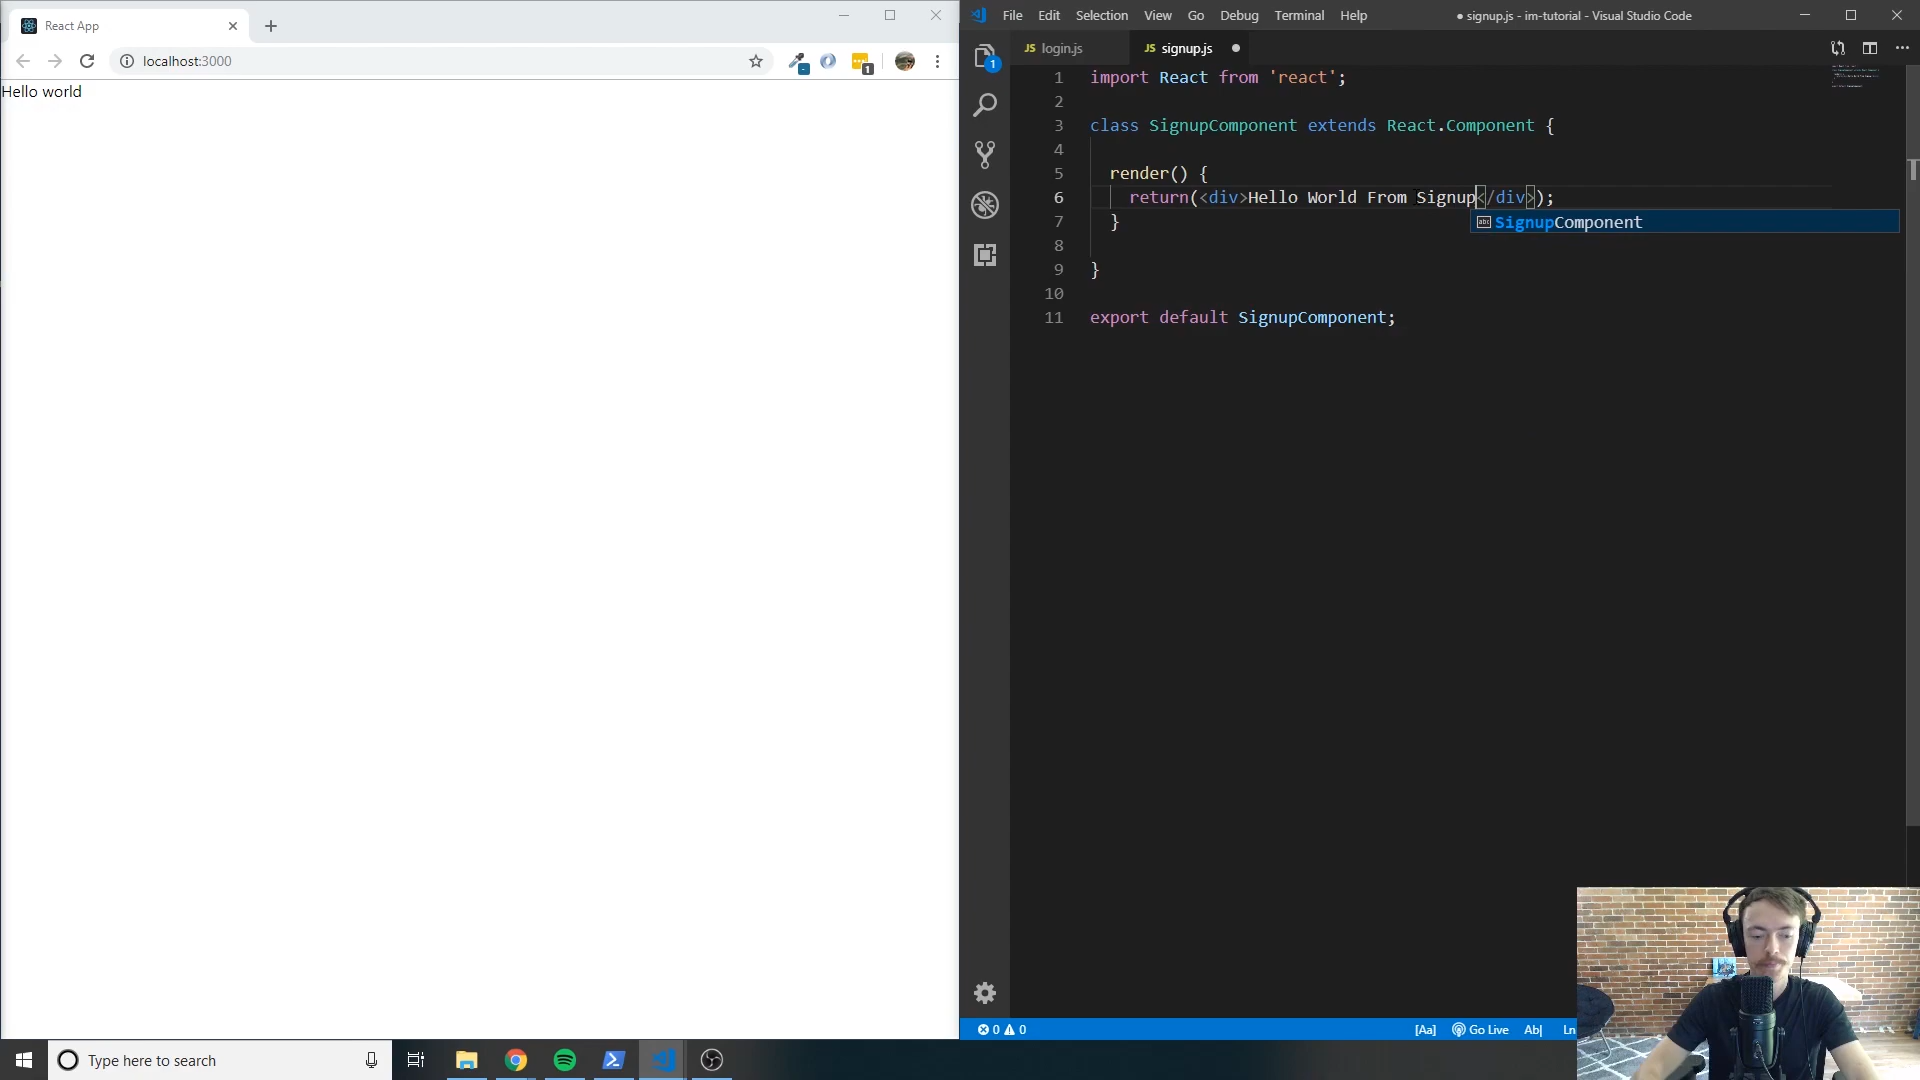 React App
localhost:3000
1
Hello world
File Edit Selection View Go Debug Terminal Help
● signup.js - im-tutorial - Visual Studio Code
JS login.js
JS signup.js
1
1 import React from 'react';
2
3 class SignupComponent extends React.Component {
4
5 render() {
6 return(<div>Hello World From Signup</div>);
abc SignupComponent
7 }
8
9 }
10
11 export default SignupComponent;
0 0
[Aa] Go Live Ab| Ln
Type here to search